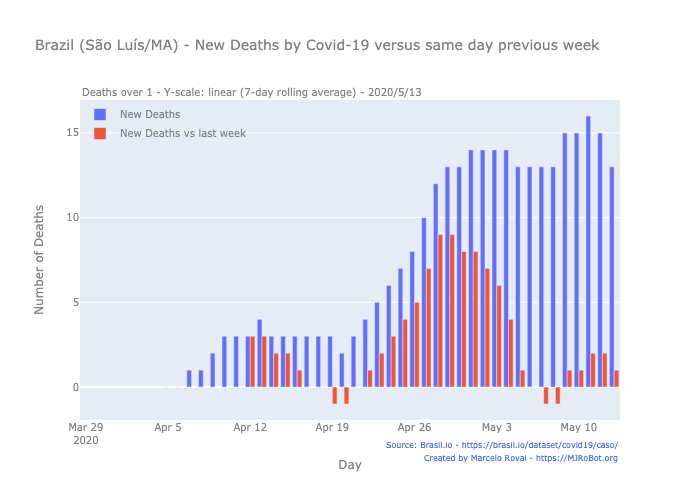 Brazil (São Luís/MA) - New Deaths by Covid-19 versus same day previous week
Deaths over 1 - Y-scale: linear (7-day rolling average) - 2020/5/13
New Deaths
New Deaths vs last week
15
10
5
0
Number of Deaths
Mar 29 Apr 5 Apr 12 Apr 19 Apr 26 May 3 May 10
2020
Source: Brasil.io - https://brasil.io/dataset/covid19/caso/
Created by Marcelo Rovai - https://MJRoBot.org
Day